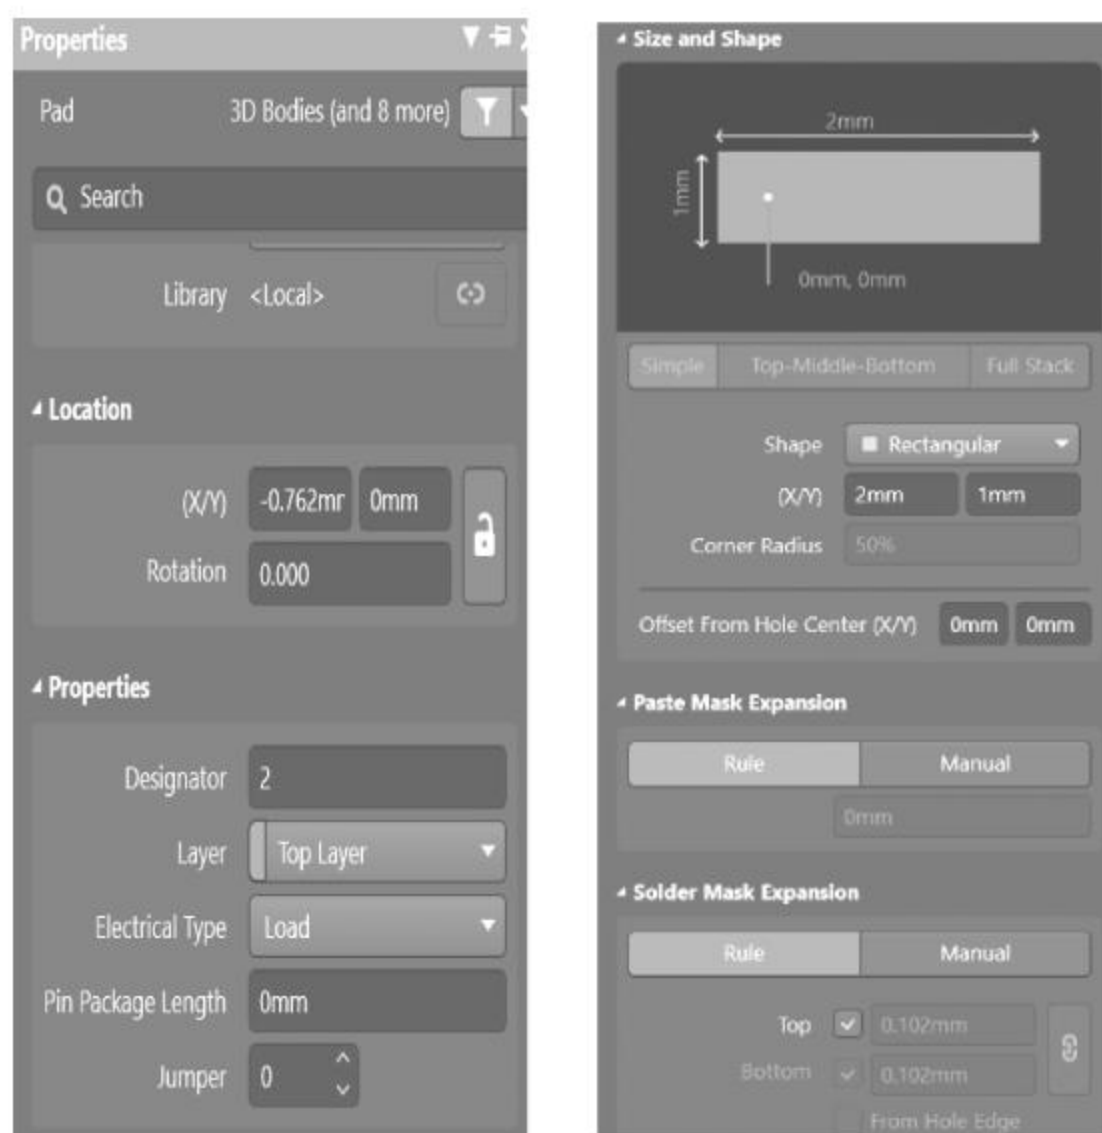 Properties
Pad 3D Bodies (and 8 more)
Search
Library <Local>
Location
(X/Y) -0.762mr 0mm
Rotation 0.000
Properties
Designator 2
Layer Top Layer
Electrical Type Load
Pin Package Length 0mm
Jumper 0
Size and Shape
2mm
1mm
0mm, 0mm
Simple Top-Middle-Bottom Full Stack
Shape Rectangular
(X/Y) 2mm 1mm
Corner Radius 50%
Offset From Hole Center (X/Y) 0mm 0mm
Paste Mask Expansion
Rule Manual
0mm
Solder Mask Expansion
Rule Manual
Top 0.102mm
Bottom 0.102mm
From Hole Edge